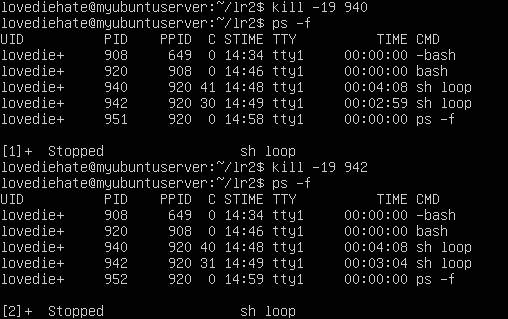 lovediehate@myubuntuserver:~/lr2$ kill -19 940
lovediehate@myubuntuserver:~/lr2$ ps -f
UID          PID    PPID  C STIME TTY          TIME CMD
lovedie+     908     649  0 14:34 tty1     00:00:00 -bash
lovedie+     920     908  0 14:46 tty1     00:00:00 bash
lovedie+     940     920 41 14:48 tty1     00:04:08 sh loop
lovedie+     942     920 30 14:49 tty1     00:02:59 sh loop
lovedie+     951     920  0 14:58 tty1     00:00:00 ps -f
[1]+  Stopped                 sh loop
lovediehate@myubuntuserver:~/lr2$ kill -19 942
lovediehate@myubuntuserver:~/lr2$ ps -f
UID          PID    PPID  C STIME TTY          TIME CMD
lovedie+     908     649  0 14:34 tty1     00:00:00 -bash
lovedie+     920     908  0 14:46 tty1     00:00:00 bash
lovedie+     940     920 40 14:48 tty1     00:04:08 sh loop
lovedie+     942     920 31 14:49 tty1     00:03:04 sh loop
lovedie+     952     920  0 14:59 tty1     00:00:00 ps -f
[2]+  Stopped                 sh loop